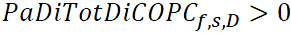 PaDiTotDiCOPC_{f,s,D} > 0